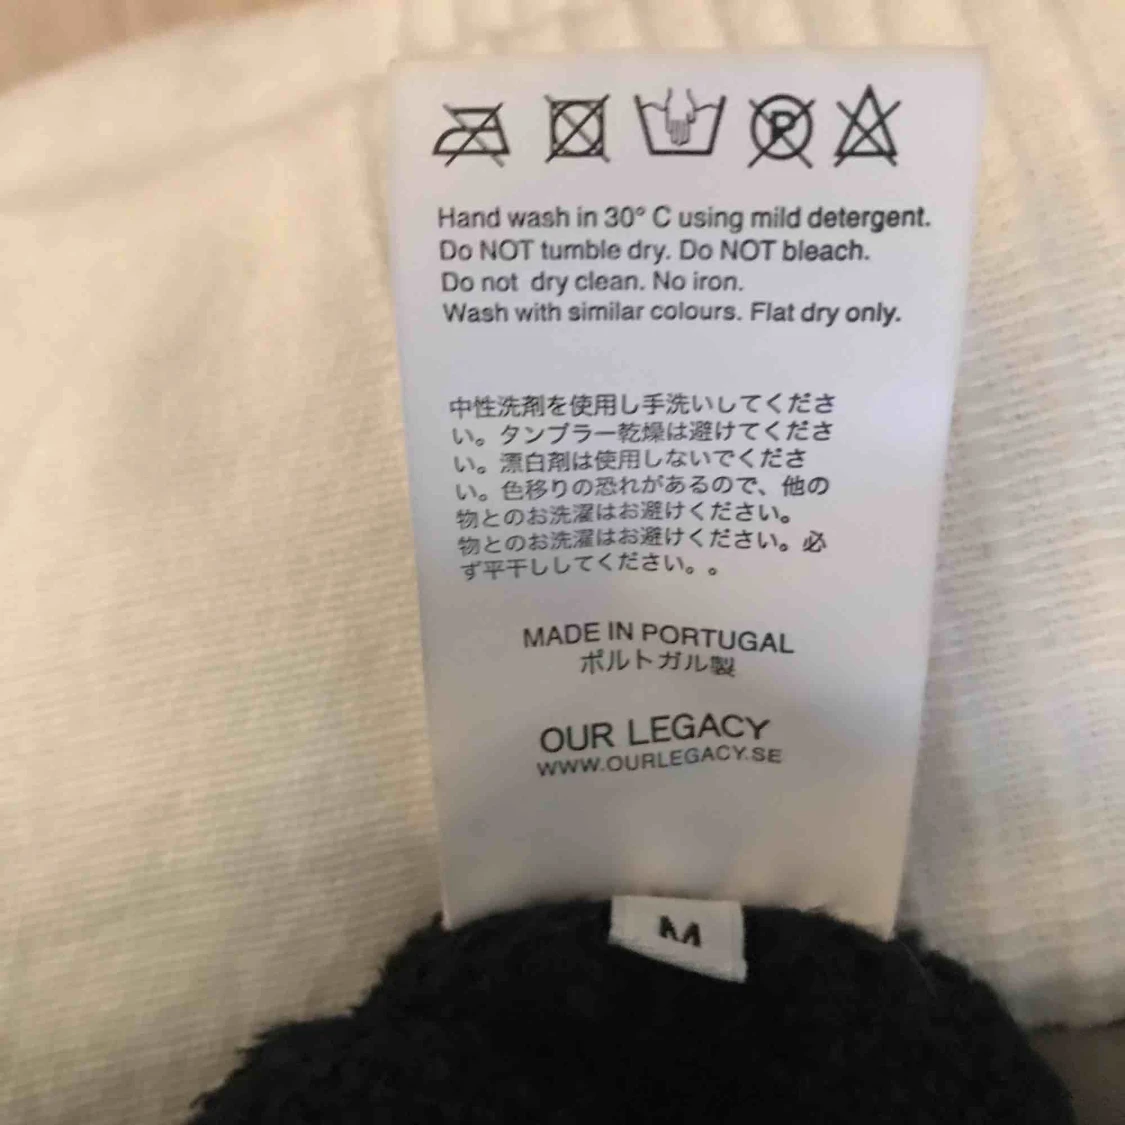 P
Hand wash in 30° C using mild detergent.
Do NOT tumble dry. Do NOT bleach.
Do not dry clean. No iron.
Wash with similar colours. Flat dry only.
中性洗剤を使用し手洗いしてくださ
い。タンブラー乾燥は避けてくださ
い。漂白剤は使用しないでくださ
い。色移りの恐れがあるので、他の
物とのお洗濯はお避けください。
物とのお洗濯はお避けください。必
ず平干ししてください。。
MADE IN PORTUGAL
ポルトガル製
OUR LEGACY
WWW.OURLEGACY.SE
M